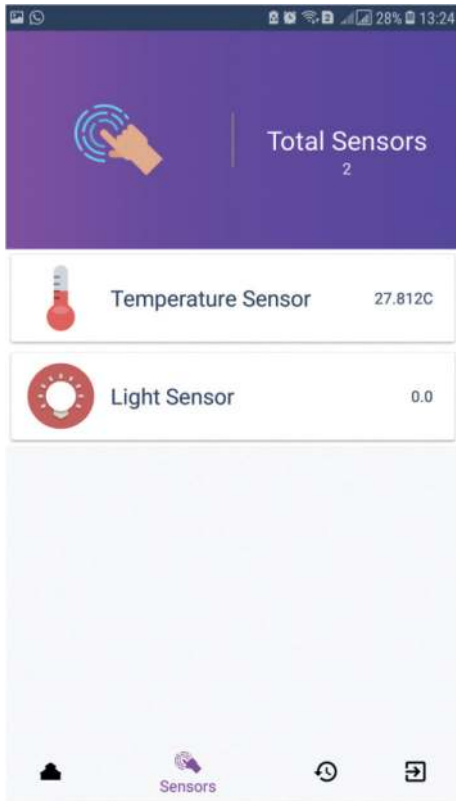 28% 13:24
Total Sensors
2
Temperature Sensor 27.812C
Light Sensor 0.0
Sensors